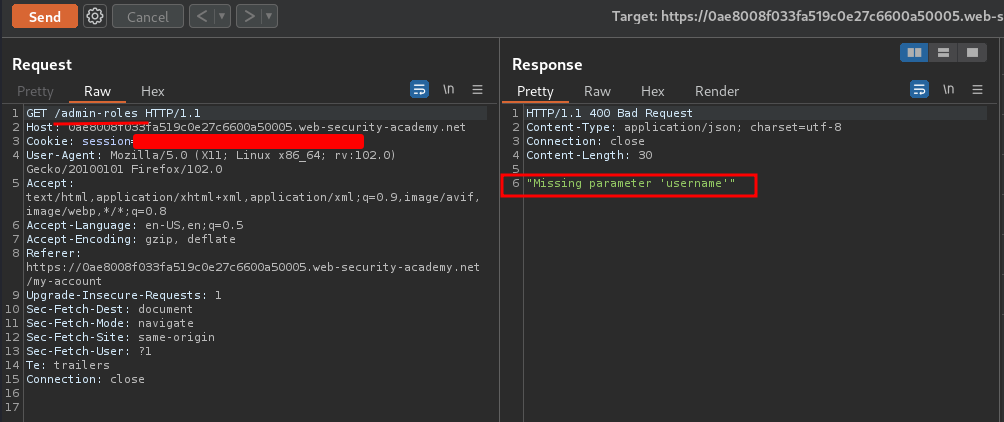 Send Cancel < > Target: https://0ae8008f033fa519c0e27c6600a50005.web-s
Request
Pretty Raw Hex \n
1 GET /admin-roles HTTP/1.1
2 Host: 0ae8008f033fa519c0e27c6600a50005.web-security-academy.net
3 Cookie: session=
4 User-Agent: Mozilla/5.0 (X11; Linux x86_64; rv:102.0)
Gecko/20100101 Firefox/102.0
5 Accept:
text/html,application/xhtml+xml,application/xml;q=0.9,image/avif,
image/webp,*/*;q=0.8
6 Accept-Language: en-US,en;q=0.5
7 Accept-Encoding: gzip, deflate
8 Referer:
https://0ae8008f033fa519c0e27c6600a50005.web-security-academy.net
/my-account
9 Upgrade-Insecure-Requests: 1
10 Sec-Fetch-Dest: document
11 Sec-Fetch-Mode: navigate
12 Sec-Fetch-Site: same-origin
13 Sec-Fetch-User: ?1
14 Te: trailers
15 Connection: close
16
17
Response
Pretty Raw Hex Render \n
1 HTTP/1.1 400 Bad Request
2 Content-Type: application/json; charset=utf-8
3 Connection: close
4 Content-Length: 30
5
6 "Missing parameter 'username'"